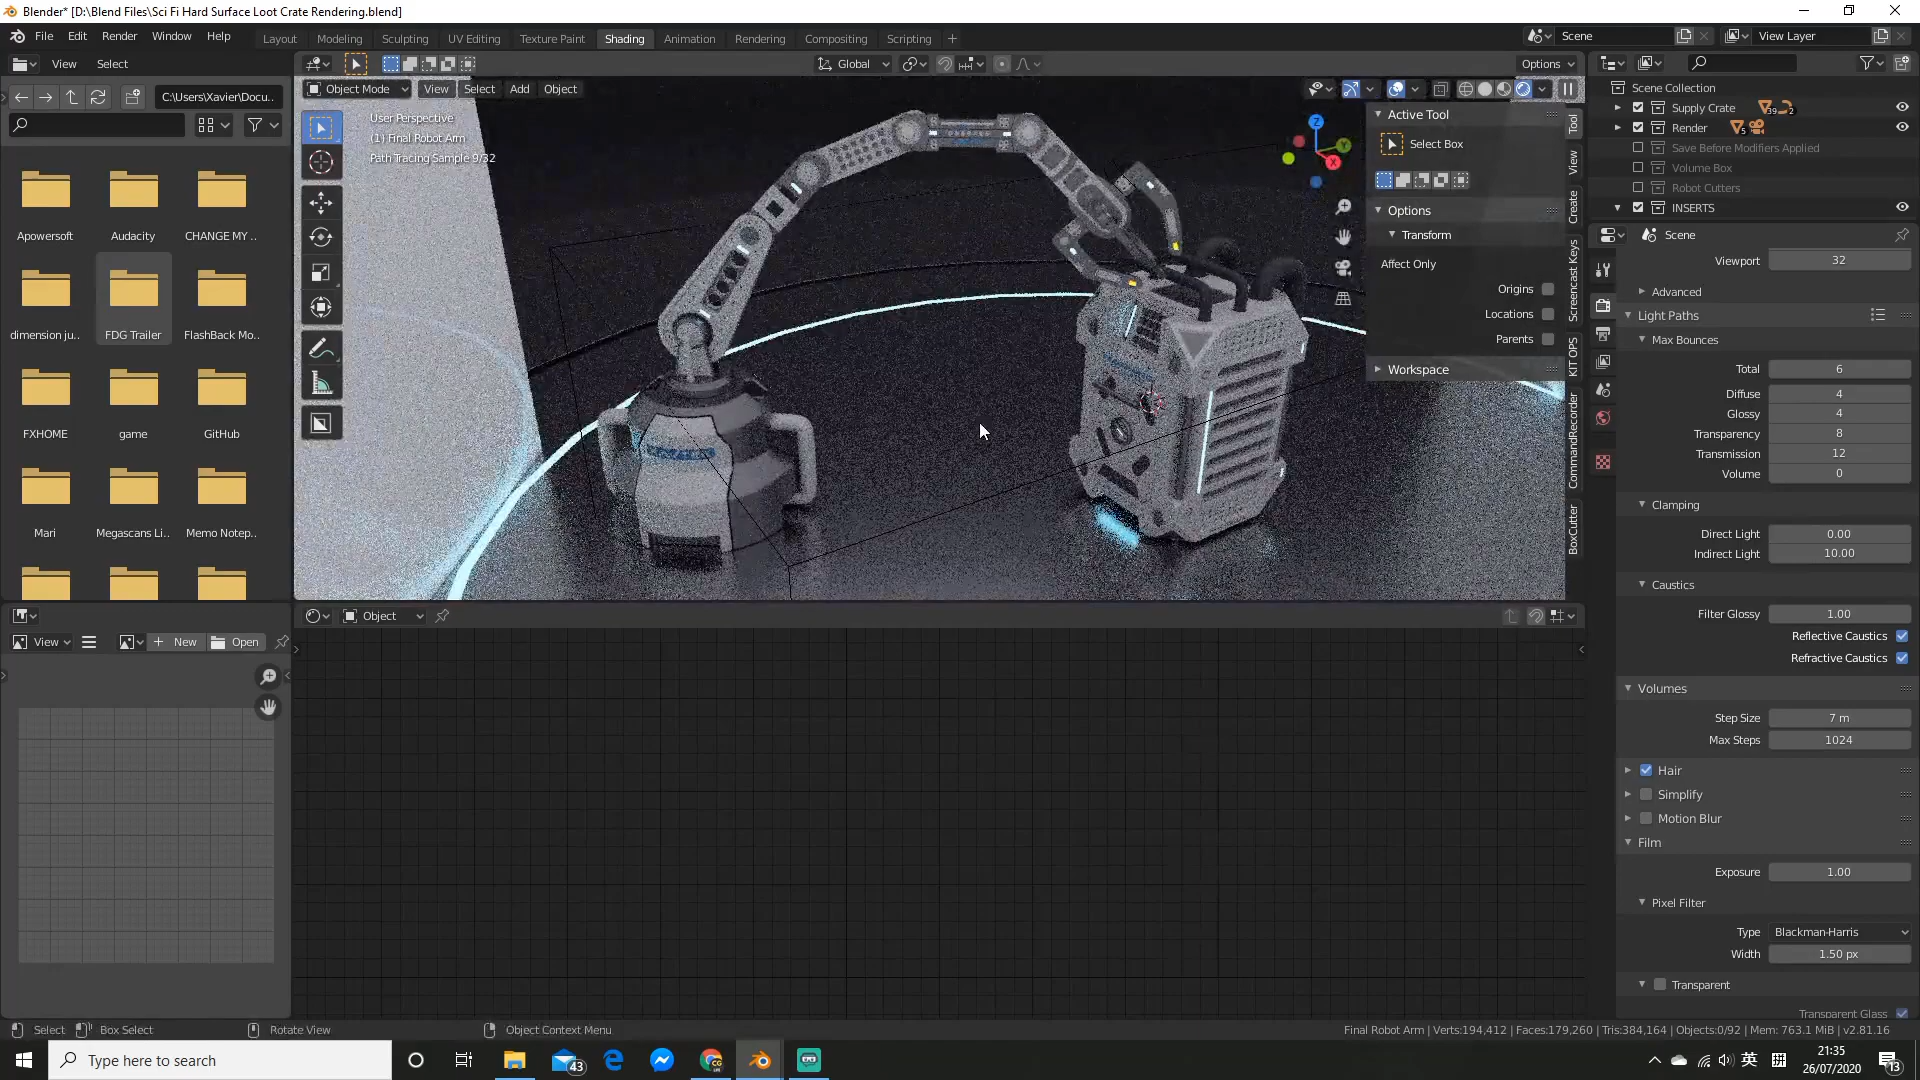 Blender* [D:\Blend Files\Sci Fi Hard Surface Loot Crate Rendering.blend]
File Edit Render Window Help
Layout Modeling Sculpting UV Editing Texture Paint Shading Animation Rendering Compositing Scripting
Scene View Layer
View Select
Global
Options
C:\Users\Xavier\Docu..
Object Mode View Select Add Object
User Perspective
(1) Final Robot Arm
Path Tracing Sample 9/32
Active Tool
Select Box
Options
Transform
Affect Only
Origins
Locations
Parents
Workspace
Tool
View
Create
Screencast Keys
KIT OPS
CommandRecorder
BoxCutter
Apowersoft Audacity CHANGE MY ..
dimension ju.. FDG Trailer FlashBack Mo..
FXHOME game GitHub
Mari Megascans Li.. Memo Notep..
Scene Collection
Supply Crate 39 2
Render 5
Save Before Modifiers Applied
Volume Box
Robot Cutters
INSERTS
Scene
Viewport 32
Advanced
Light Paths
Max Bounces
Total 6
Diffuse 4
Glossy 4
Transparency 8
Transmission 12
Volume 0
Clamping
Direct Light 0.00
Indirect Light 10.00
Caustics
Filter Glossy 1.00
Reflective Caustics
Refractive Caustics
Volumes
Step Size 7 m
Max Steps 1024
Hair
Simplify
Motion Blur
Film
Exposure 1.00
Pixel Filter
Type Blackman-Harris
Width 1.50 px
Transparent
Transparent Glass
Object
View New Open
Select Box Select Rotate View Object Context Menu
Final Robot Arm | Verts:194,412 | Faces:179,260 | Tris:384,164 | Objects:0/92 | Mem: 763.1 MiB | v2.81.16
Type here to search
43
英
21:35
26/07/2020
13